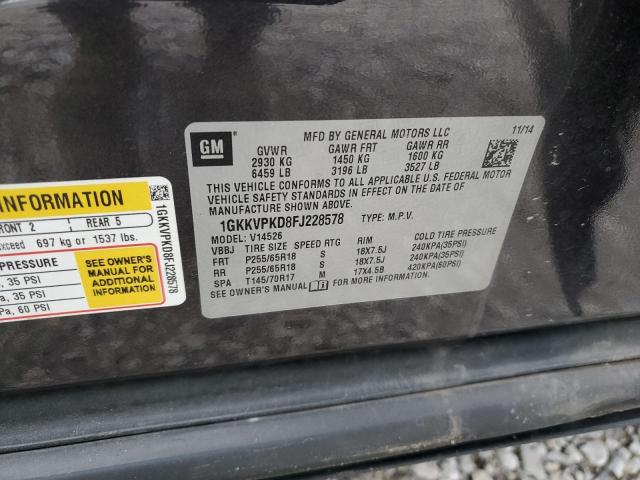 GM
MFD BY GENERAL MOTORS LLC
11/14
GVWR GAWR FRT GAWR RR
2930 KG 1450 KG 1600 KG
6459 LB 3196 LB 3527 LB
THIS VEHICLE CONFORMS TO ALL APPLICABLE U.S. FEDERAL MOTOR
VEHICLE SAFETY STANDARDS IN EFFECT ON THE DATE OF
MANUFACTURE SHOWN ABOVE.
1GKKVPKD8FJ228578 TYPE: M.P.V.
MODEL: V14526
VBBJ TIRE SIZE SPEED RTG RIM COLD TIRE PRESSURE
FRT P255/65R18 S 18X7.5J 240KPA(35PSI)
RR P255/65R18 S 18X7.5J 240KPA(35PSI)
SPA T145/70R17 M 17X4.5B 420KPA(60PSI)
SEE OWNER'S MANUAL FOR MORE INFORMATION.
INFORMATION
FRONT 2 REAR 5
exceed 697 kg or 1537 lbs.
PRESSURE
, 35 PSI
a, 35 PSI
Pa, 60 PSI
SEE OWNER'S
MANUAL FOR
ADDITIONAL
INFORMATION
1GKKVPKD8FJ228578